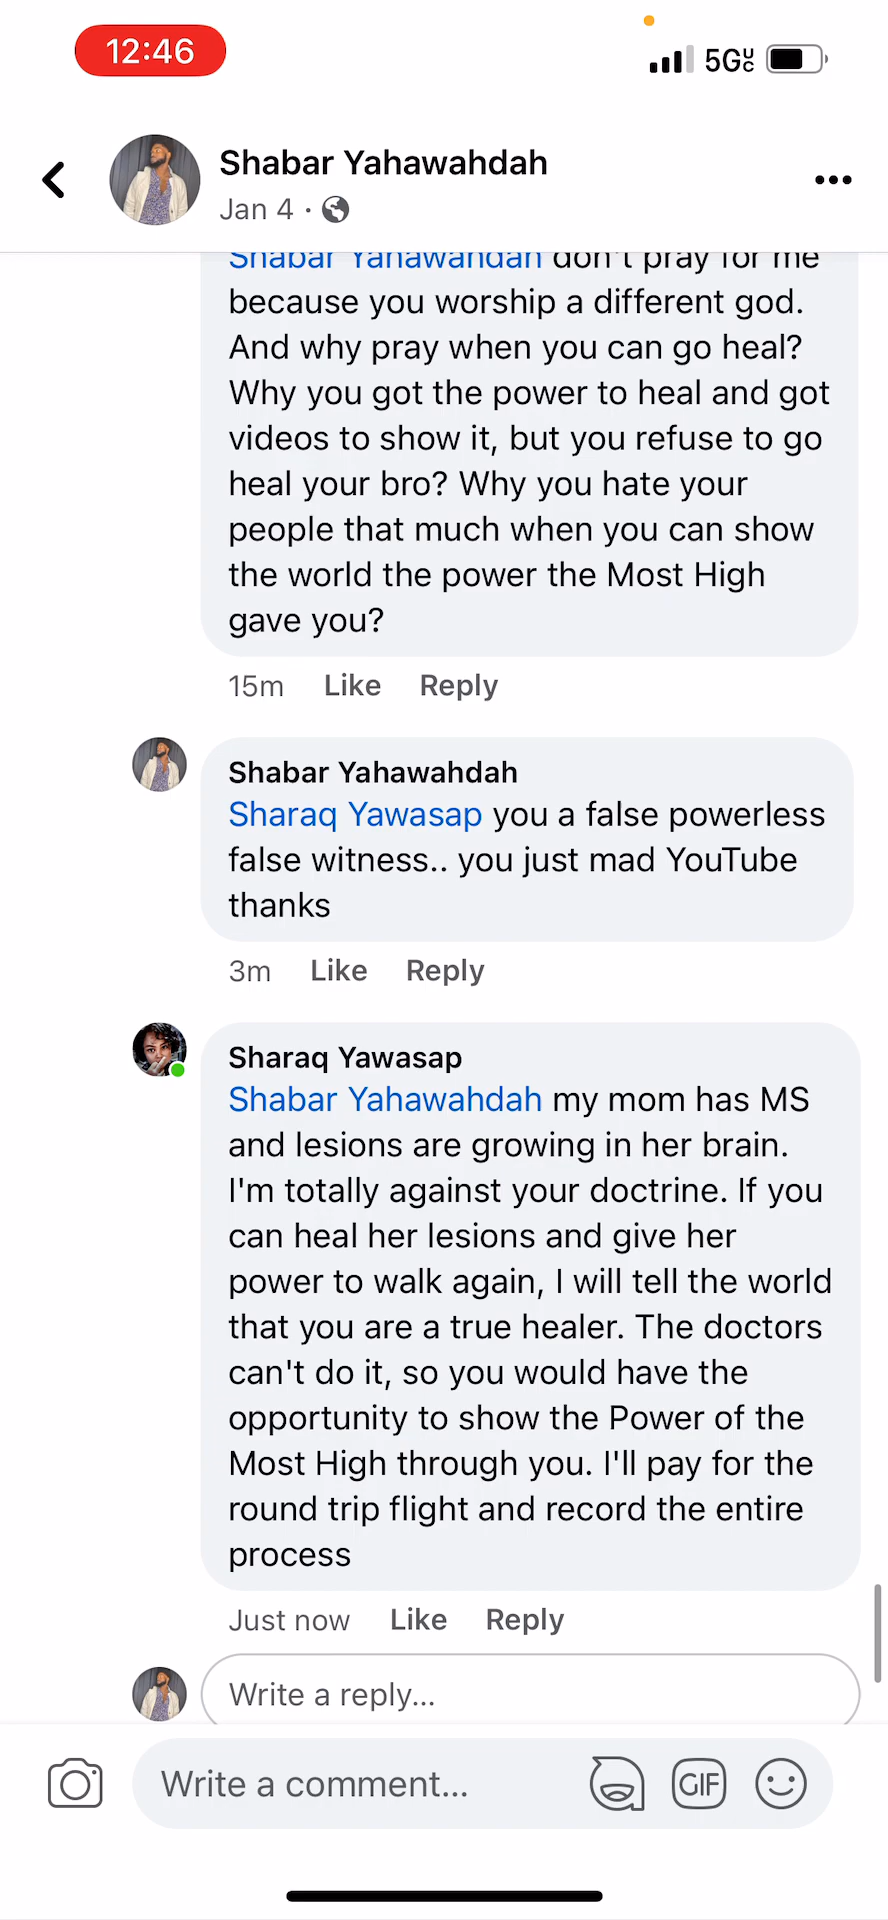 12:46
5GUC
Shabar Yahawahdah
Jan 4 ·
Shabar Yahawahdah don't pray for me
because you worship a different god.
And why pray when you can go heal?
Why you got the power to heal and got
videos to show it, but you refuse to go
heal your bro? Why you hate your
people that much when you can show
the world the power the Most High
gave you?
15m Like Reply
Shabar Yahawahdah
Sharaq Yawasap you a false powerless
false witness.. you just mad YouTube
thanks
3m Like Reply
Sharaq Yawasap
Shabar Yahawahdah my mom has MS
and lesions are growing in her brain.
I'm totally against your doctrine. If you
can heal her lesions and give her
power to walk again, I will tell the world
that you are a true healer. The doctors
can't do it, so you would have the
opportunity to show the Power of the
Most High through you. I'll pay for the
round trip flight and record the entire
process
Just now Like Reply
Write a reply...
Write a comment...
GIF